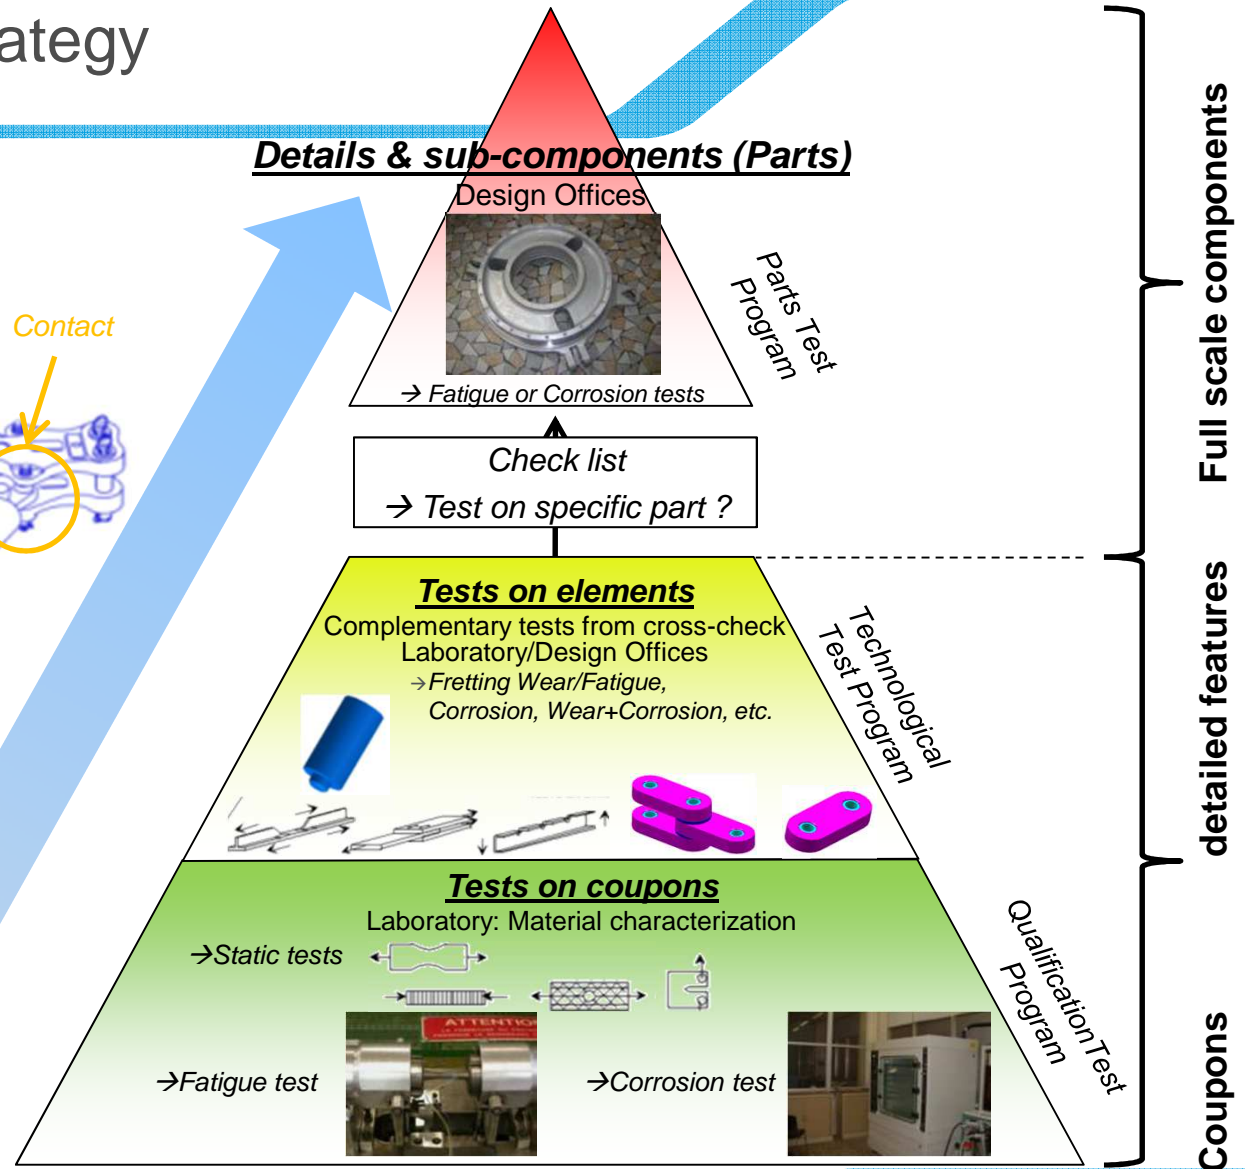 ategy
Details & sub-components (Parts)
Design Offices
Contact
Parts Test
Program
→ Fatigue or Corrosion tests
Check list
→ Test on specific part ?
Full scale components
Tests on elements
Complementary tests from cross-check
Laboratory/Design Offices
→ Fretting Wear/Fatigue,
Corrosion, Wear+Corrosion, etc.
Technological
Test Program
detailed features
Tests on coupons
Laboratory: Material characterization
→Static tests
ATTENTIO
→Fatigue test
→Corrosion test
QualificationTest
Program
Coupons